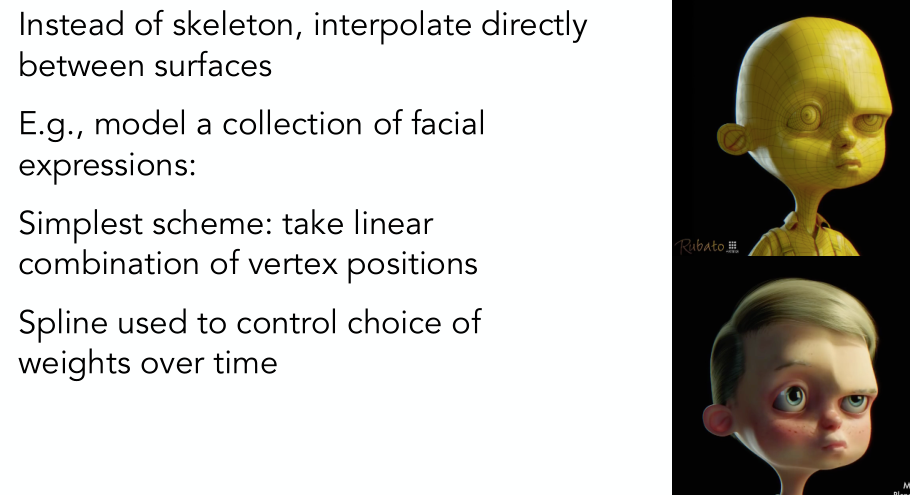 Instead of skeleton, interpolate directly
between surfaces
E.g., model a collection of facial
expressions:
Simplest scheme: take linear
combination of vertex positions
Spline used to control choice of
weights over time
Rubato